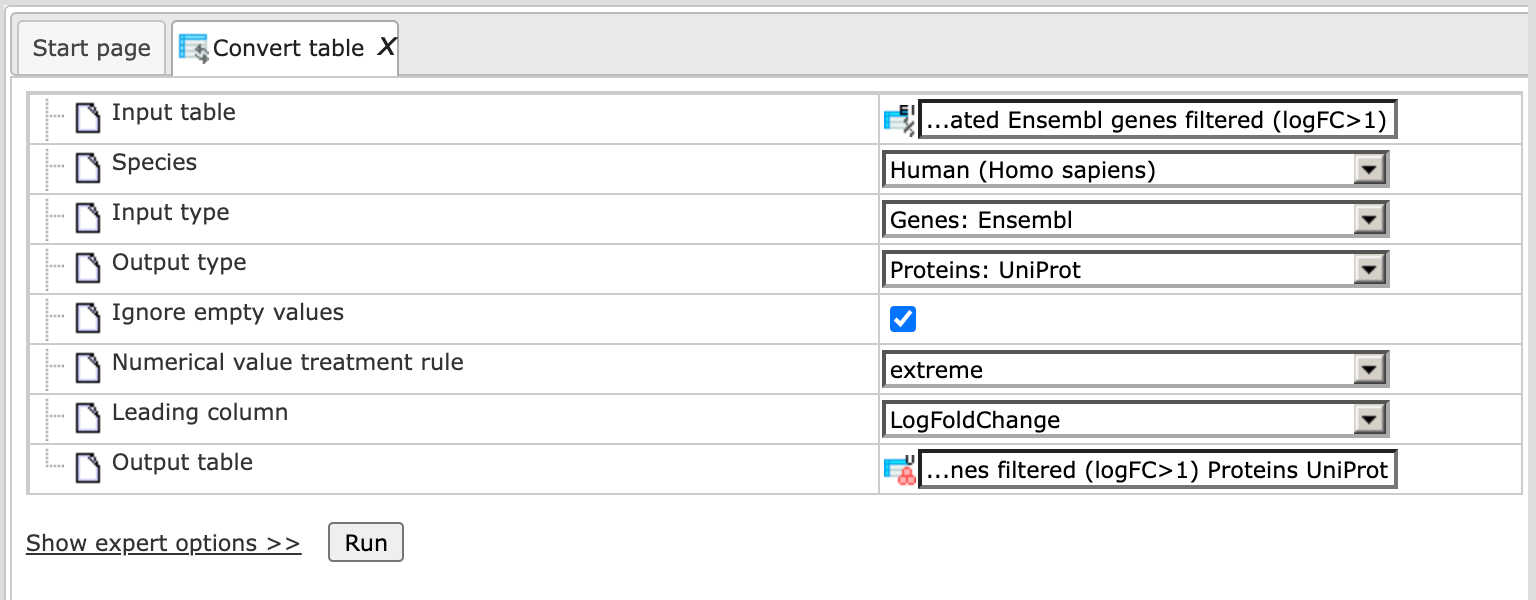 Start page
Convert table X
Input table ...ated Ensembl genes filtered (logFC>1)
Species Human (Homo sapiens)
Input type Genes: Ensembl
Output type Proteins: UniProt
Ignore empty values
Numerical value treatment rule extreme
Leading column LogFoldChange
Output table ...nes filtered (logFC>1) Proteins UniProt
Show expert options >> Run